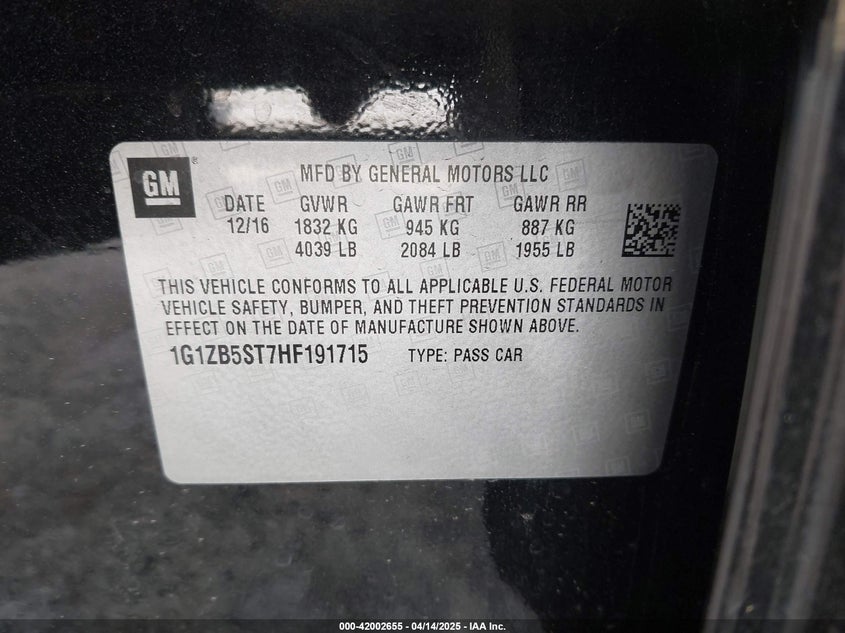 GM ®
MFD BY GENERAL MOTORS LLC
DATE GVWR GAWR FRT GAWR RR
12/16 1832 KG 945 KG 887 KG
4039 LB 2084 LB 1955 LB
THIS VEHICLE CONFORMS TO ALL APPLICABLE U.S. FEDERAL MOTOR
VEHICLE SAFETY, BUMPER, AND THEFT PREVENTION STANDARDS IN
EFFECT ON THE DATE OF MANUFACTURE SHOWN ABOVE.
1G1ZB5ST7HF191715 TYPE: PASS CAR
000-42002655 — 04/14/2025 — IAA Inc.